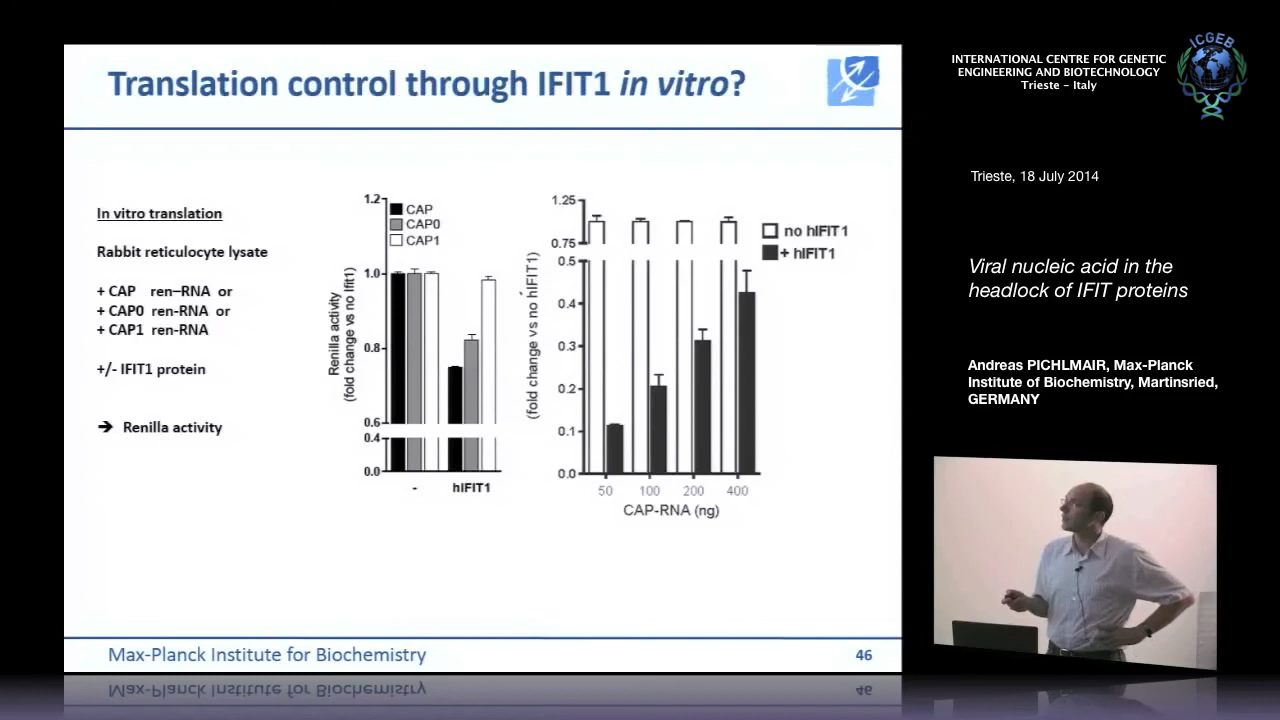 Translation control through IFIT1 in vitro?
In vitro translation
Rabbit reticulocyte lysate
+ CAP ren–RNA or
+ CAP0 ren-RNA or
+ CAP1 ren-RNA
+/- IFIT1 protein
➔ Renilla activity
Renilla activity
(fold change vs no Ifit1)
1.2
1.0
0.8
0.6
0.4
0.0
CAP
CAP0
CAP1
-
hIFIT1
(fold change vs no hIFIT1)
1.25
0.75
0.5
0.4
0.3
0.2
0.1
0.0
50 100 200 400
CAP-RNA (ng)
no hIFIT1
+ hIFIT1
Max-Planck Institute for Biochemistry
46
INTERNATIONAL CENTRE FOR GENETIC
ENGINEERING AND BIOTECHNOLOGY
Trieste - Italy
ICGEB
Trieste, 18 July 2014
Viral nucleic acid in the
headlock of IFIT proteins
Andreas PICHLMAIR, Max-Planck
Institute of Biochemistry, Martinsried,
GERMANY